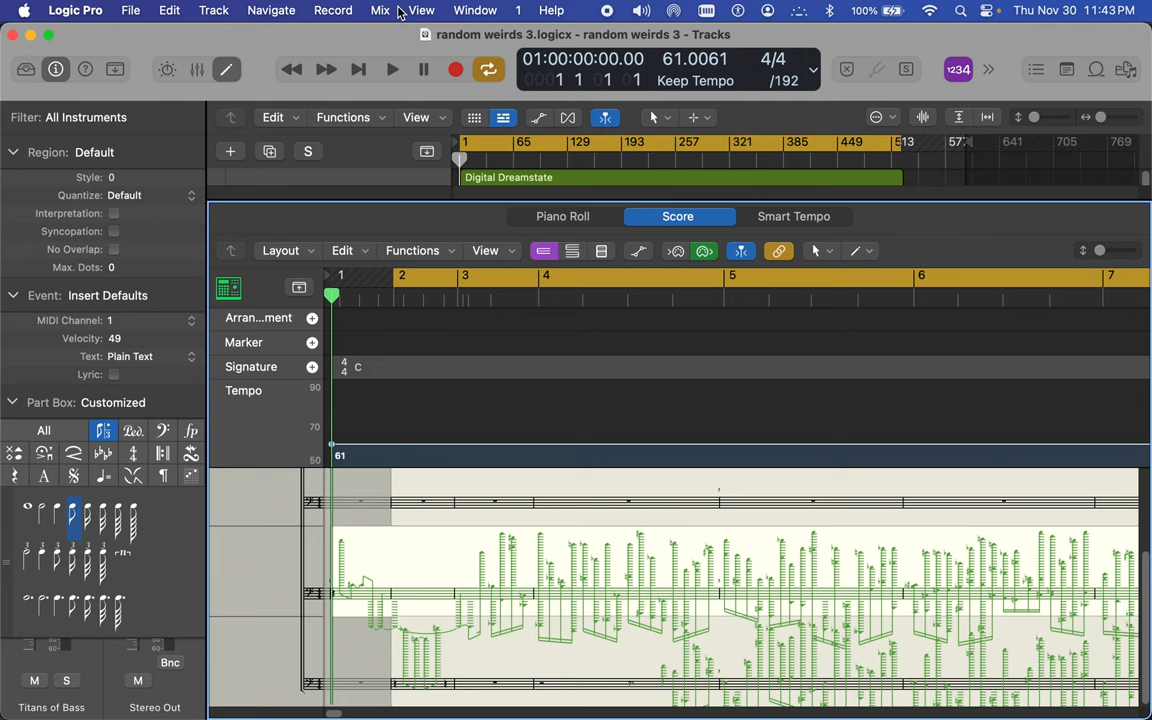 Logic Pro File Edit Track Navigate Record Mix View Window 1 Help 100% Thu Nov 30 11:43 PM
random weirds 3.logicx - random weirds 3 - Tracks
01:00:00:00.00 61.0061 4/4
0001 1 01 01 Keep Tempo /192
1234
Filter: All Instruments
Edit Functions View
Region: Default
S
1 65 129 193 257 321 385 449 513 577 641 705 769
Digital Dreamstate
Style: 0
Quantize: Default
Interpretation:
Syncopation:
No Overlap:
Max. Dots: 0
Piano Roll Score Smart Tempo
Layout Edit Functions View
1 2 3 4 5 6 7
Event: Insert Defaults
MIDI Channel: 1
Velocity: 49
Text: Plain Text
Lyric:
Arran...ment
Marker
Signature 4 4 C
Tempo 90
70
50
61
Part Box: Customized
All
Bnc
M S M
Titans of Bass Stereo Out